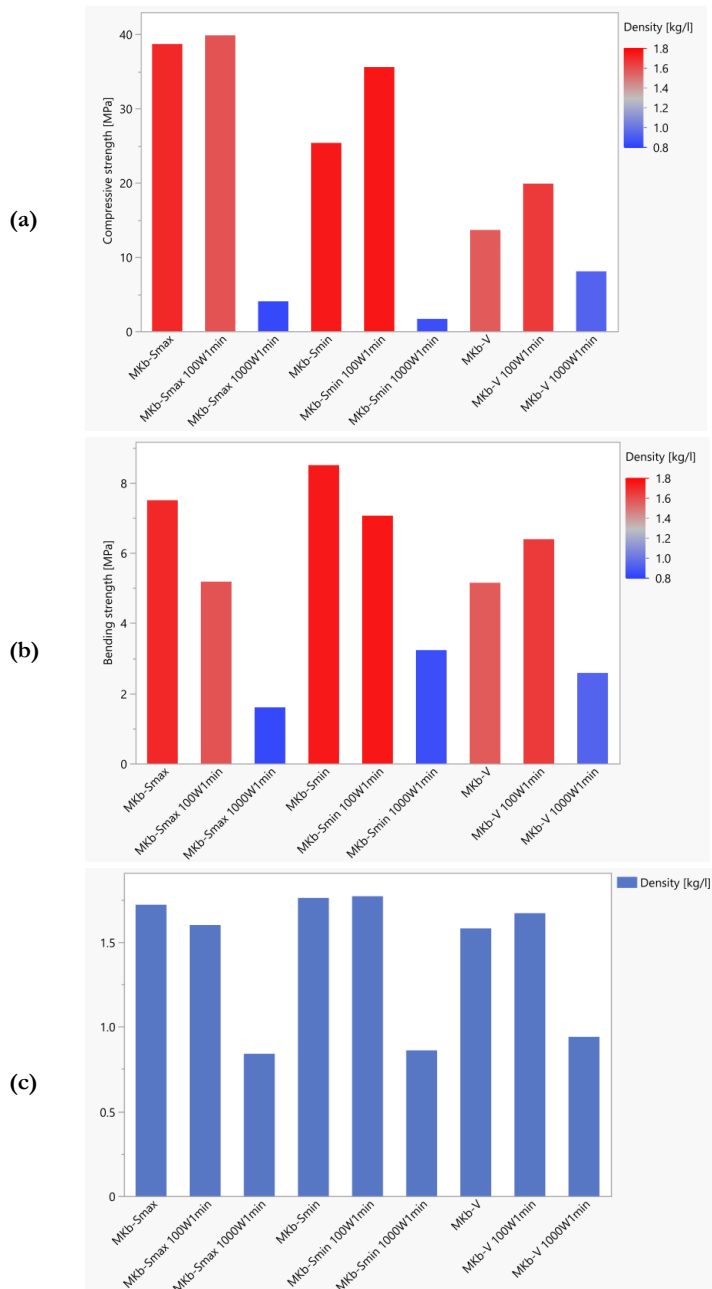 (a)
Compressive strength [MPa]
40
30
20
10
0
MKb-Smax
MKb-Smax 100W1min
MKb-Smax 1000W1min
MKb-Smin
MKb-Smin 100W1min
MKb-Smin 1000W1min
MKb-V
MKb-V 100W1min
MKb-V 1000W1min
Density [kg/l]
1.8
1.6
1.4
1.2
1.0
0.8
(b)
Bending strength [MPa]
8
6
4
2
0
MKb-Smax
MKb-Smax 100W1min
MKb-Smax 1000W1min
MKb-Smin
MKb-Smin 100W1min
MKb-Smin 1000W1min
MKb-V
MKb-V 100W1min
MKb-V 1000W1min
Density [kg/l]
1.8
1.6
1.4
1.2
1.0
0.8
(c)
1.5
1.0
0.5
0
MKb-Smax
MKb-Smax 100W1min
MKb-Smax 1000W1min
MKb-Smin
MKb-Smin 100W1min
MKb-Smin 1000W1min
MKb-V
MKb-V 100W1min
MKb-V 1000W1min
Density [kg/l]